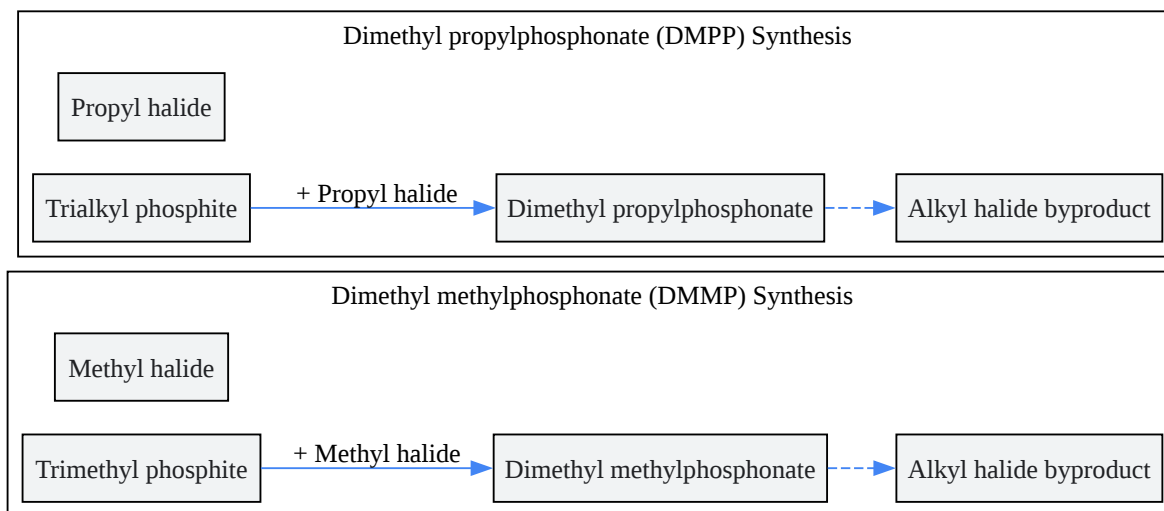 Dimethyl propylphosphonate (DMPP) Synthesis
Propyl halide
Trialkyl phosphite
+ Propyl halide
Dimethyl propylphosphonate
Alkyl halide byproduct
Dimethyl methylphosphonate (DMMP) Synthesis
Methyl halide
Trimethyl phosphite
+ Methyl halide
Dimethyl methylphosphonate
Alkyl halide byproduct